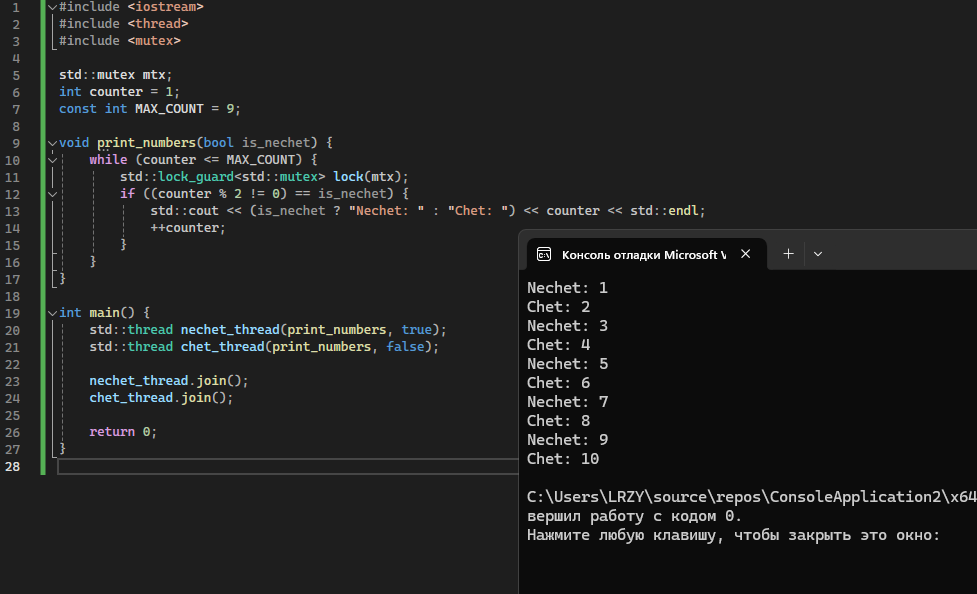 1 #include <iostream>
2 #include <thread>
3 #include <mutex>
4
5 std::mutex mtx;
6 int counter = 1;
7 const int MAX_COUNT = 9;
8
9 void print_numbers(bool is_nechet) {
10 while (counter <= MAX_COUNT) {
11 std::lock_guard<std::mutex> lock(mtx);
12 if ((counter % 2 != 0) == is_nechet) {
13 std::cout << (is_nechet ? "Nechet: " : "Chet: ") << counter << std::endl;
14 ++counter;
15 }
16 }
17 }
18
19 int main() {
20 std::thread nechet_thread(print_numbers, true);
21 std::thread chet_thread(print_numbers, false);
22
23 nechet_thread.join();
24 chet_thread.join();
25
26 return 0;
27 }
28
Консоль отладки Microsoft V
Nechet: 1
Chet: 2
Nechet: 3
Chet: 4
Nechet: 5
Chet: 6
Nechet: 7
Chet: 8
Nechet: 9
Chet: 10
C:\Users\LRZY\source\repos\ConsoleApplication2\x64
вершил работу с кодом 0.
Нажмите любую клавишу, чтобы закрыть это окно: